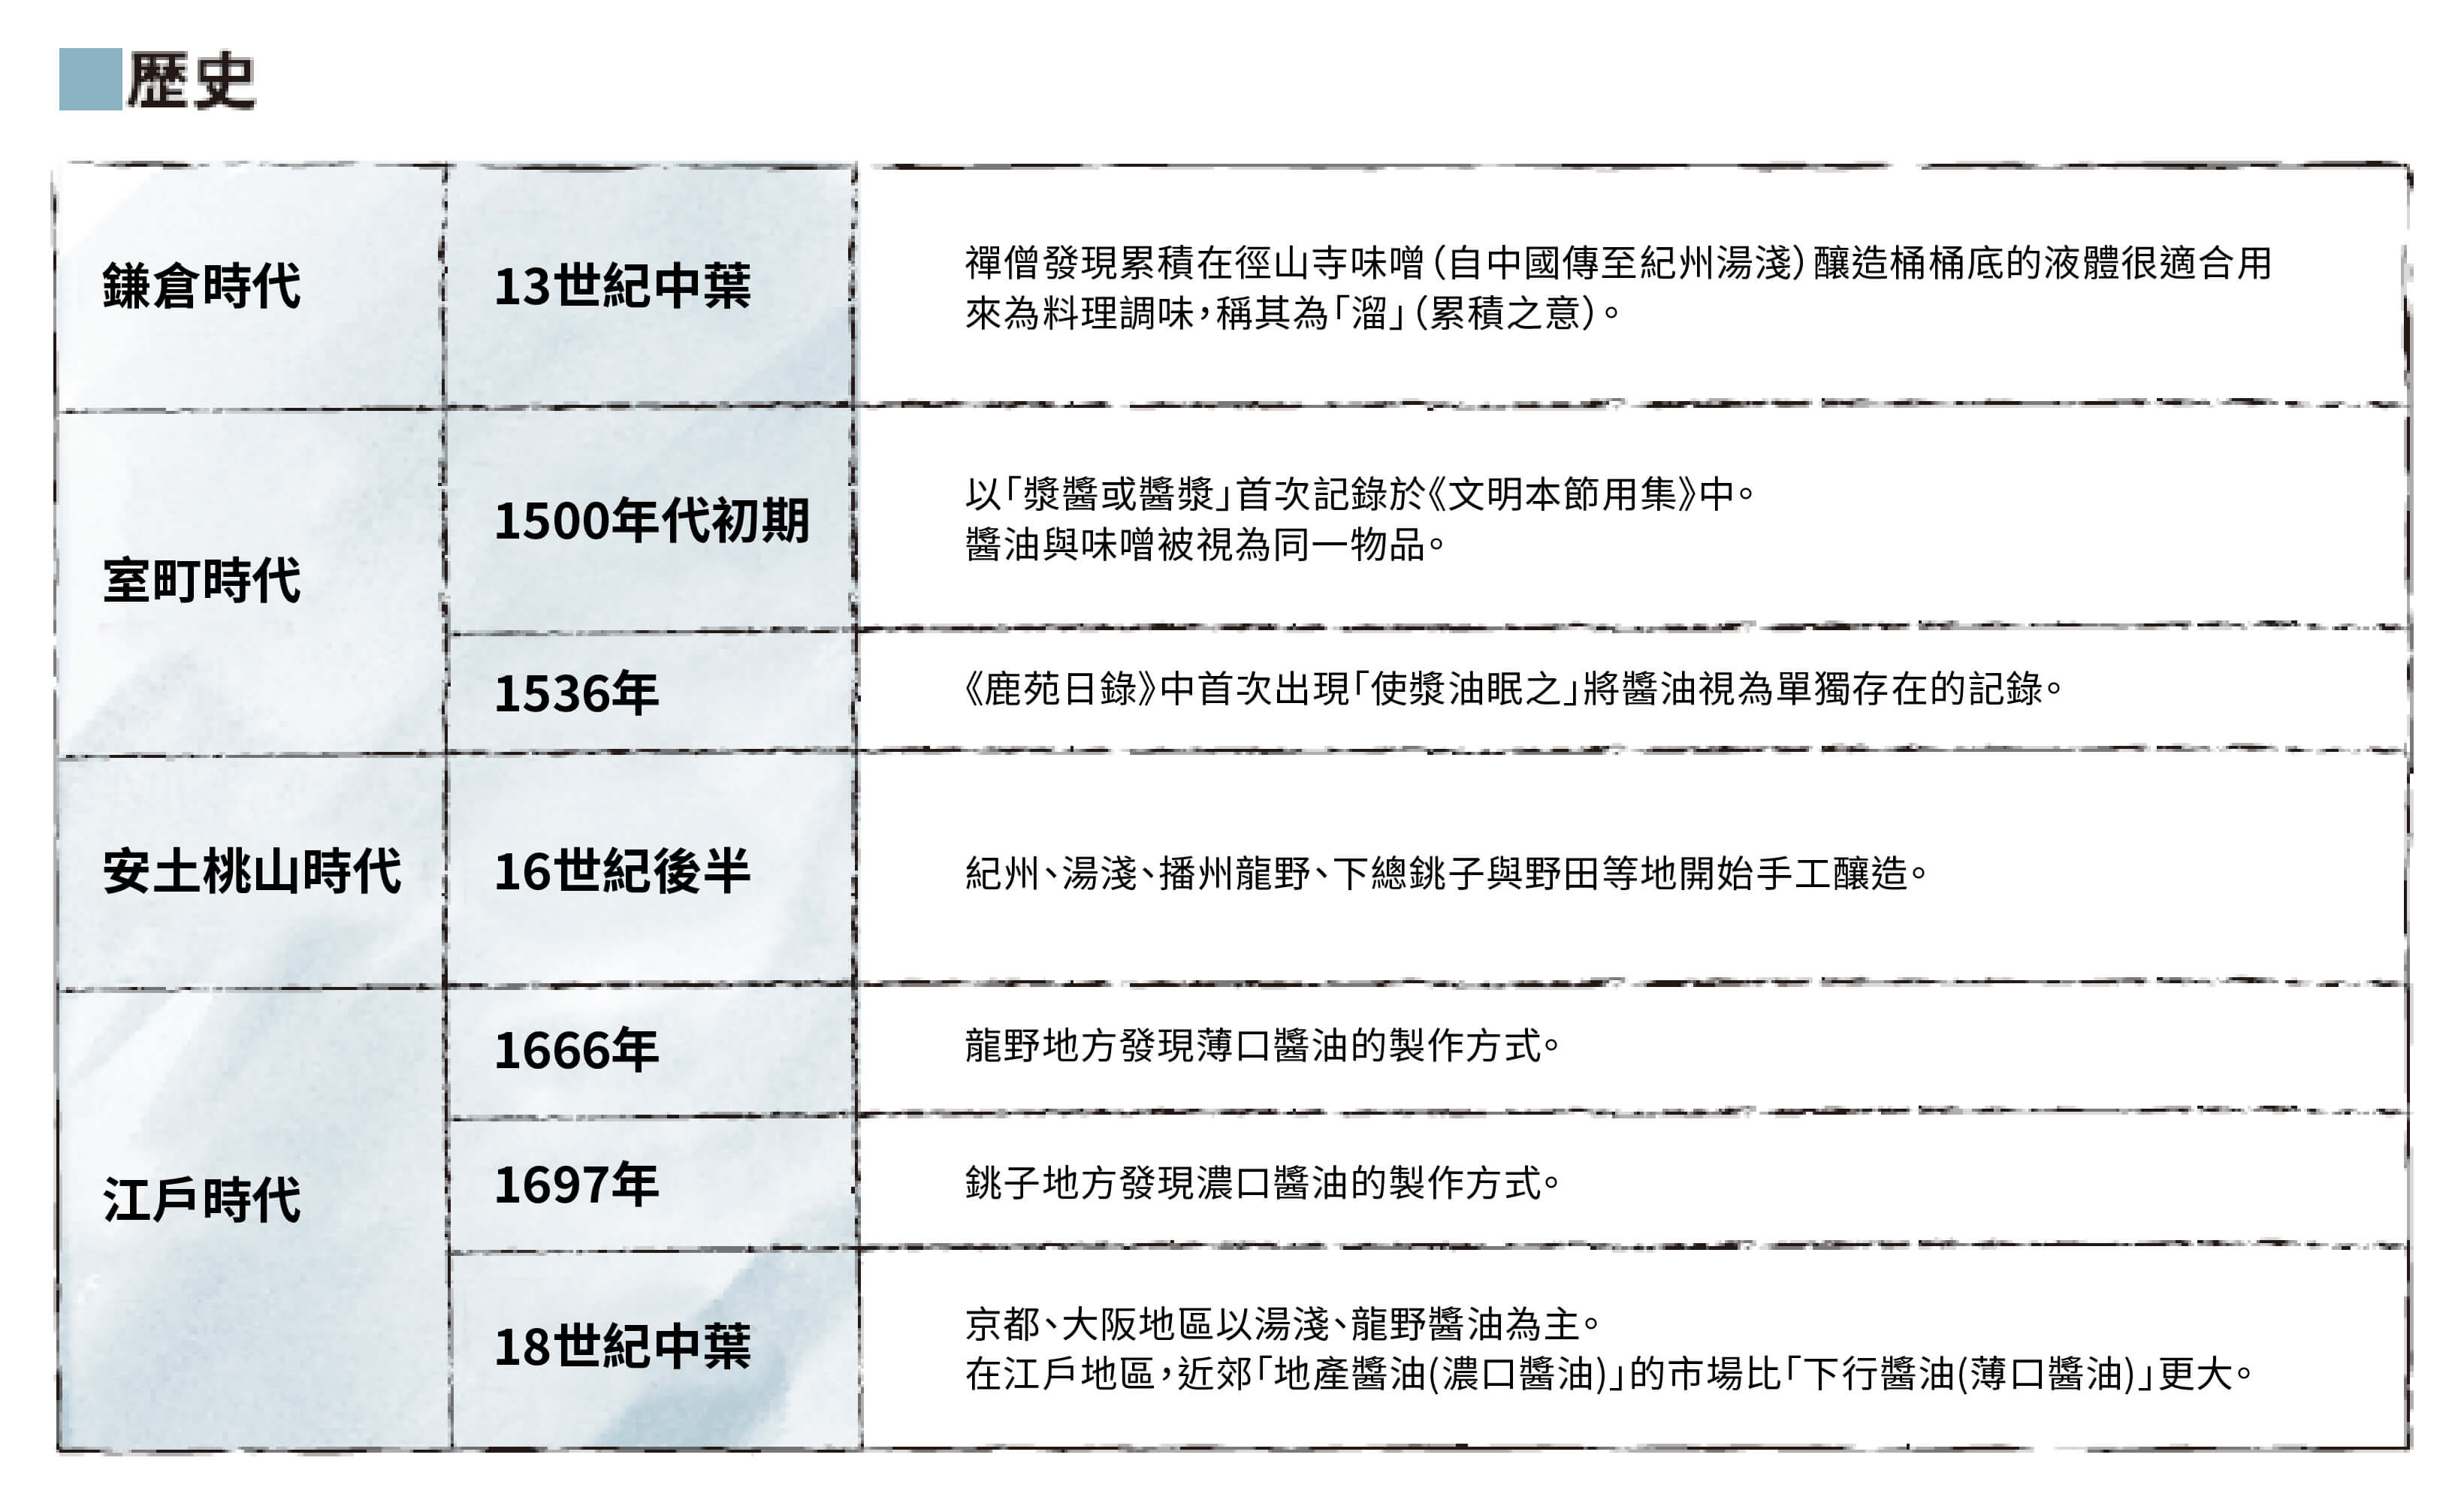 歴史
鎌倉時代
13世紀中葉
禪僧發現累積在徑山寺味噌（自中國傳至紀州湯淺）釀造桶桶底的液體很適合用
來為料理調味，稱其為「溜」（累積之意）。
室町時代
1500年代初期
以「漿醬或醬漿」首次記錄於《文明本節用集》中。
醬油與味噌被視為同一物品。
1536年
《鹿苑日錄》中首次出現「使漿油眠之」將醬油視為單獨存在的記錄。
安土桃山時代
16世紀後半
紀州、湯淺、播州龍野、下總銚子與野田等地開始手工釀造。
江戶時代
1666年
龍野地方發現薄口醬油的製作方式。
1697年
銚子地方發現濃口醬油的製作方式。
18世紀中葉
京都、大阪地區以湯淺、龍野醬油為主。
在江戶地區，近郊「地產醬油(濃口醬油)」的市場比「下行醬油(薄口醬油)」更大。